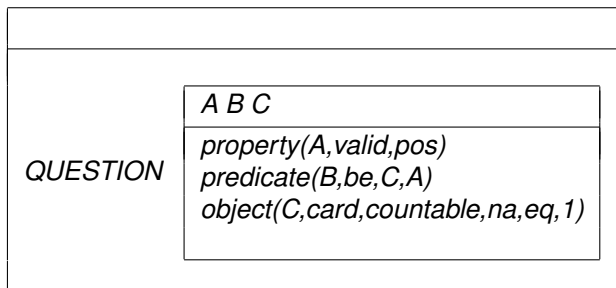 A B C
QUESTION
property(A,valid,pos)
predicate(B,be,C,A)
object(C,card,countable,na,eq,1)